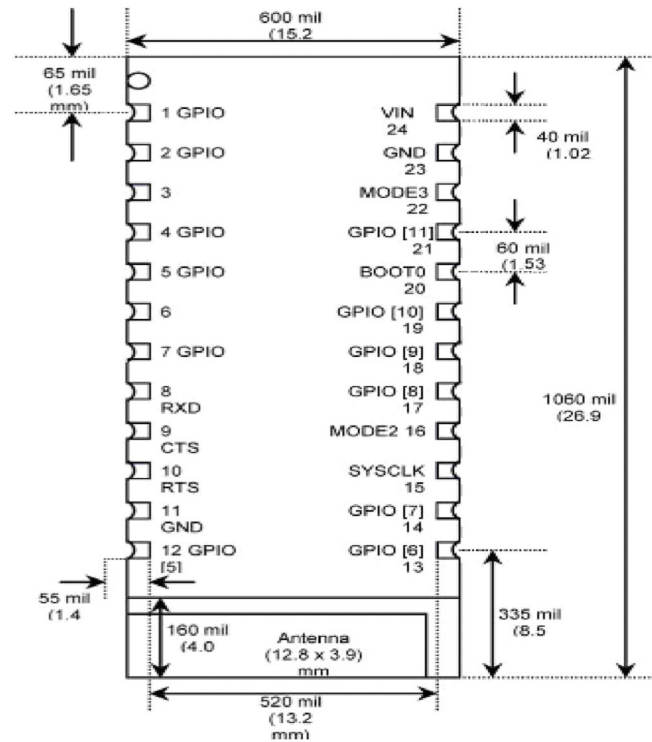 600 mil
(15.2
65 mil
(1.65
mm)
1 GPIO
2 GPIO
3
4 GPIO
5 GPIO
6
7 GPIO
8
RXD
9
CTS
10
RTS
11
GND
12 GPIO
[5]
VIN
24
GND
23
MODE3
22
GPIO [11]
21
BOOT0
20
GPIO [10]
19
GPIO [9]
18
GPIO [8]
17
MODE2 16
SYSCLK
15
GPIO [7]
14
GPIO [6]
13
40 mil
(1.02
60 mil
(1.53
1060 mil
(26.9
335 mil
(8.5
55 mil
(1.4
160 mil
(4.0
Antenna
(12.8 x 3.9)
mm
520 mil
(13.2
mm)